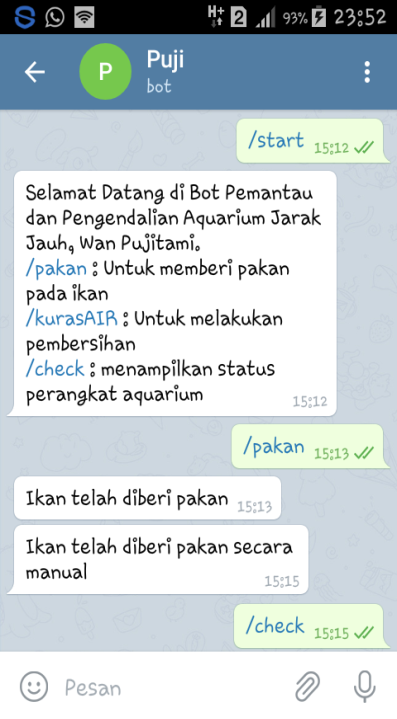 H+ 2 93% 23:52
P Puji
bot
/start 15:12
Selamat Datang di Bot Pemantau
dan Pengendalian Aquarium Jarak
Jauh, Wan Pujitami.
/pakan : Untuk memberi pakan
pada ikan
/kurasAIR : Untuk melakukan
pembersihan
/check : menampilkan status
perangkat aquarium
15:12
/pakan 15:13
Ikan telah diberi pakan 15:13
Ikan telah diberi pakan secara
manual
15:15
/check 15:15
Pesan